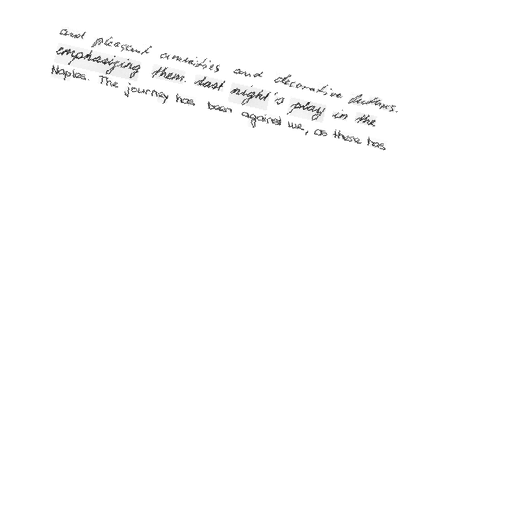 and pleasant amenities and decorative buttons.
emphasizing them. Last night's play in the
Naples. The journey has been against we, as these has